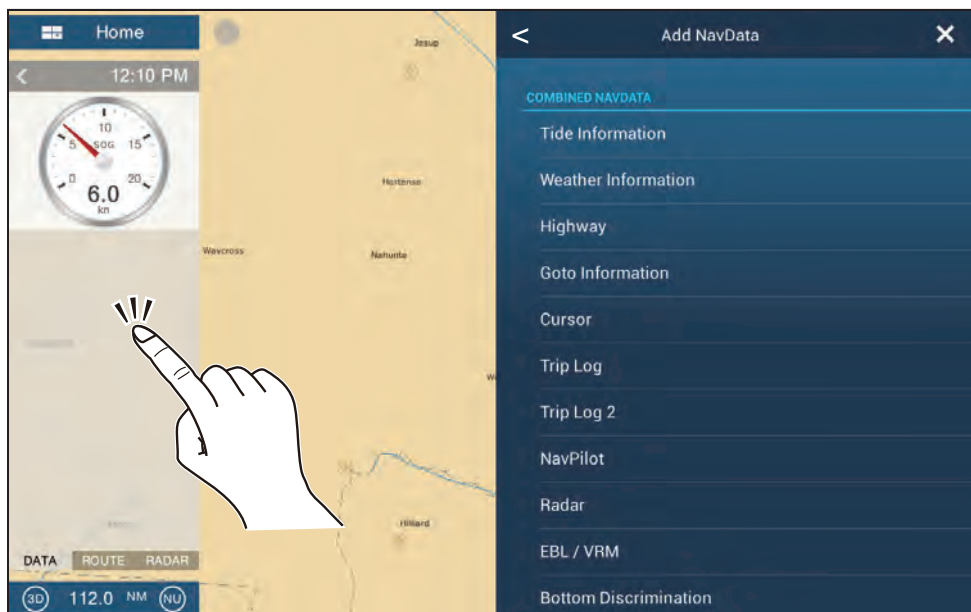 Home
12:10 PM
10
5 SOG 15
0 20
6.0
kn
DATA ROUTE RADAR
3D 112.0 NM NU
Jesup
Hortense
Waycross
Nahunta
Hilliard
< Add NavData X
COMBINED NAVDATA
Tide Information
Weather Information
Highway
Goto Information
Cursor
Trip Log
Trip Log 2
NavPilot
Radar
EBL / VRM
Bottom Discrimination